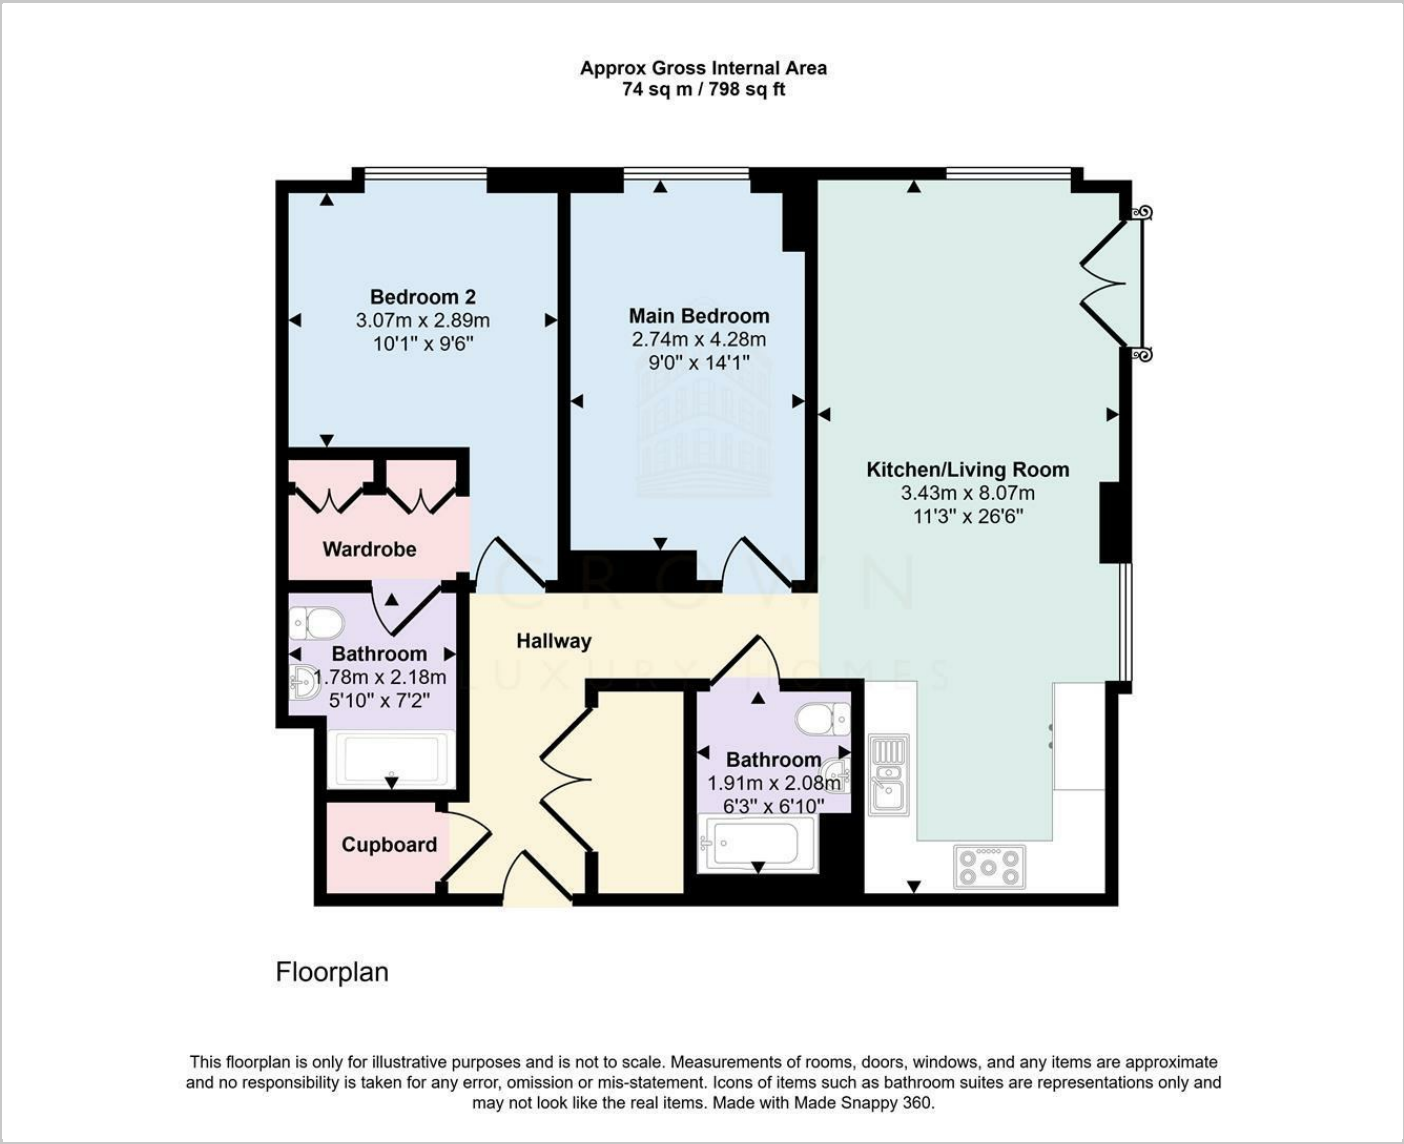 Approx Gross Internal Area
74 sq m / 798 sq ft
Bedroom 2
3.07m x 2.89m
10'1" x 9'6"
Main Bedroom
2.74m x 4.28m
9'0" x 14'1"
Kitchen/Living Room
3.43m x 8.07m
11'3" x 26'6"
Wardrobe
CROWN
LUXURY HOMES
Hallway
Bathroom
1.78m x 2.18m
5'10" x 7'2"
Bathroom
1.91m x 2.08m
6'3" x 6'10"
Cupboard
Floorplan
This floorplan is only for illustrative purposes and is not to scale. Measurements of rooms, doors, windows, and any items are approximate
and no responsibility is taken for any error, omission or mis-statement. Icons of items such as bathroom suites are representations only and
may not look like the real items. Made with Made Snappy 360.